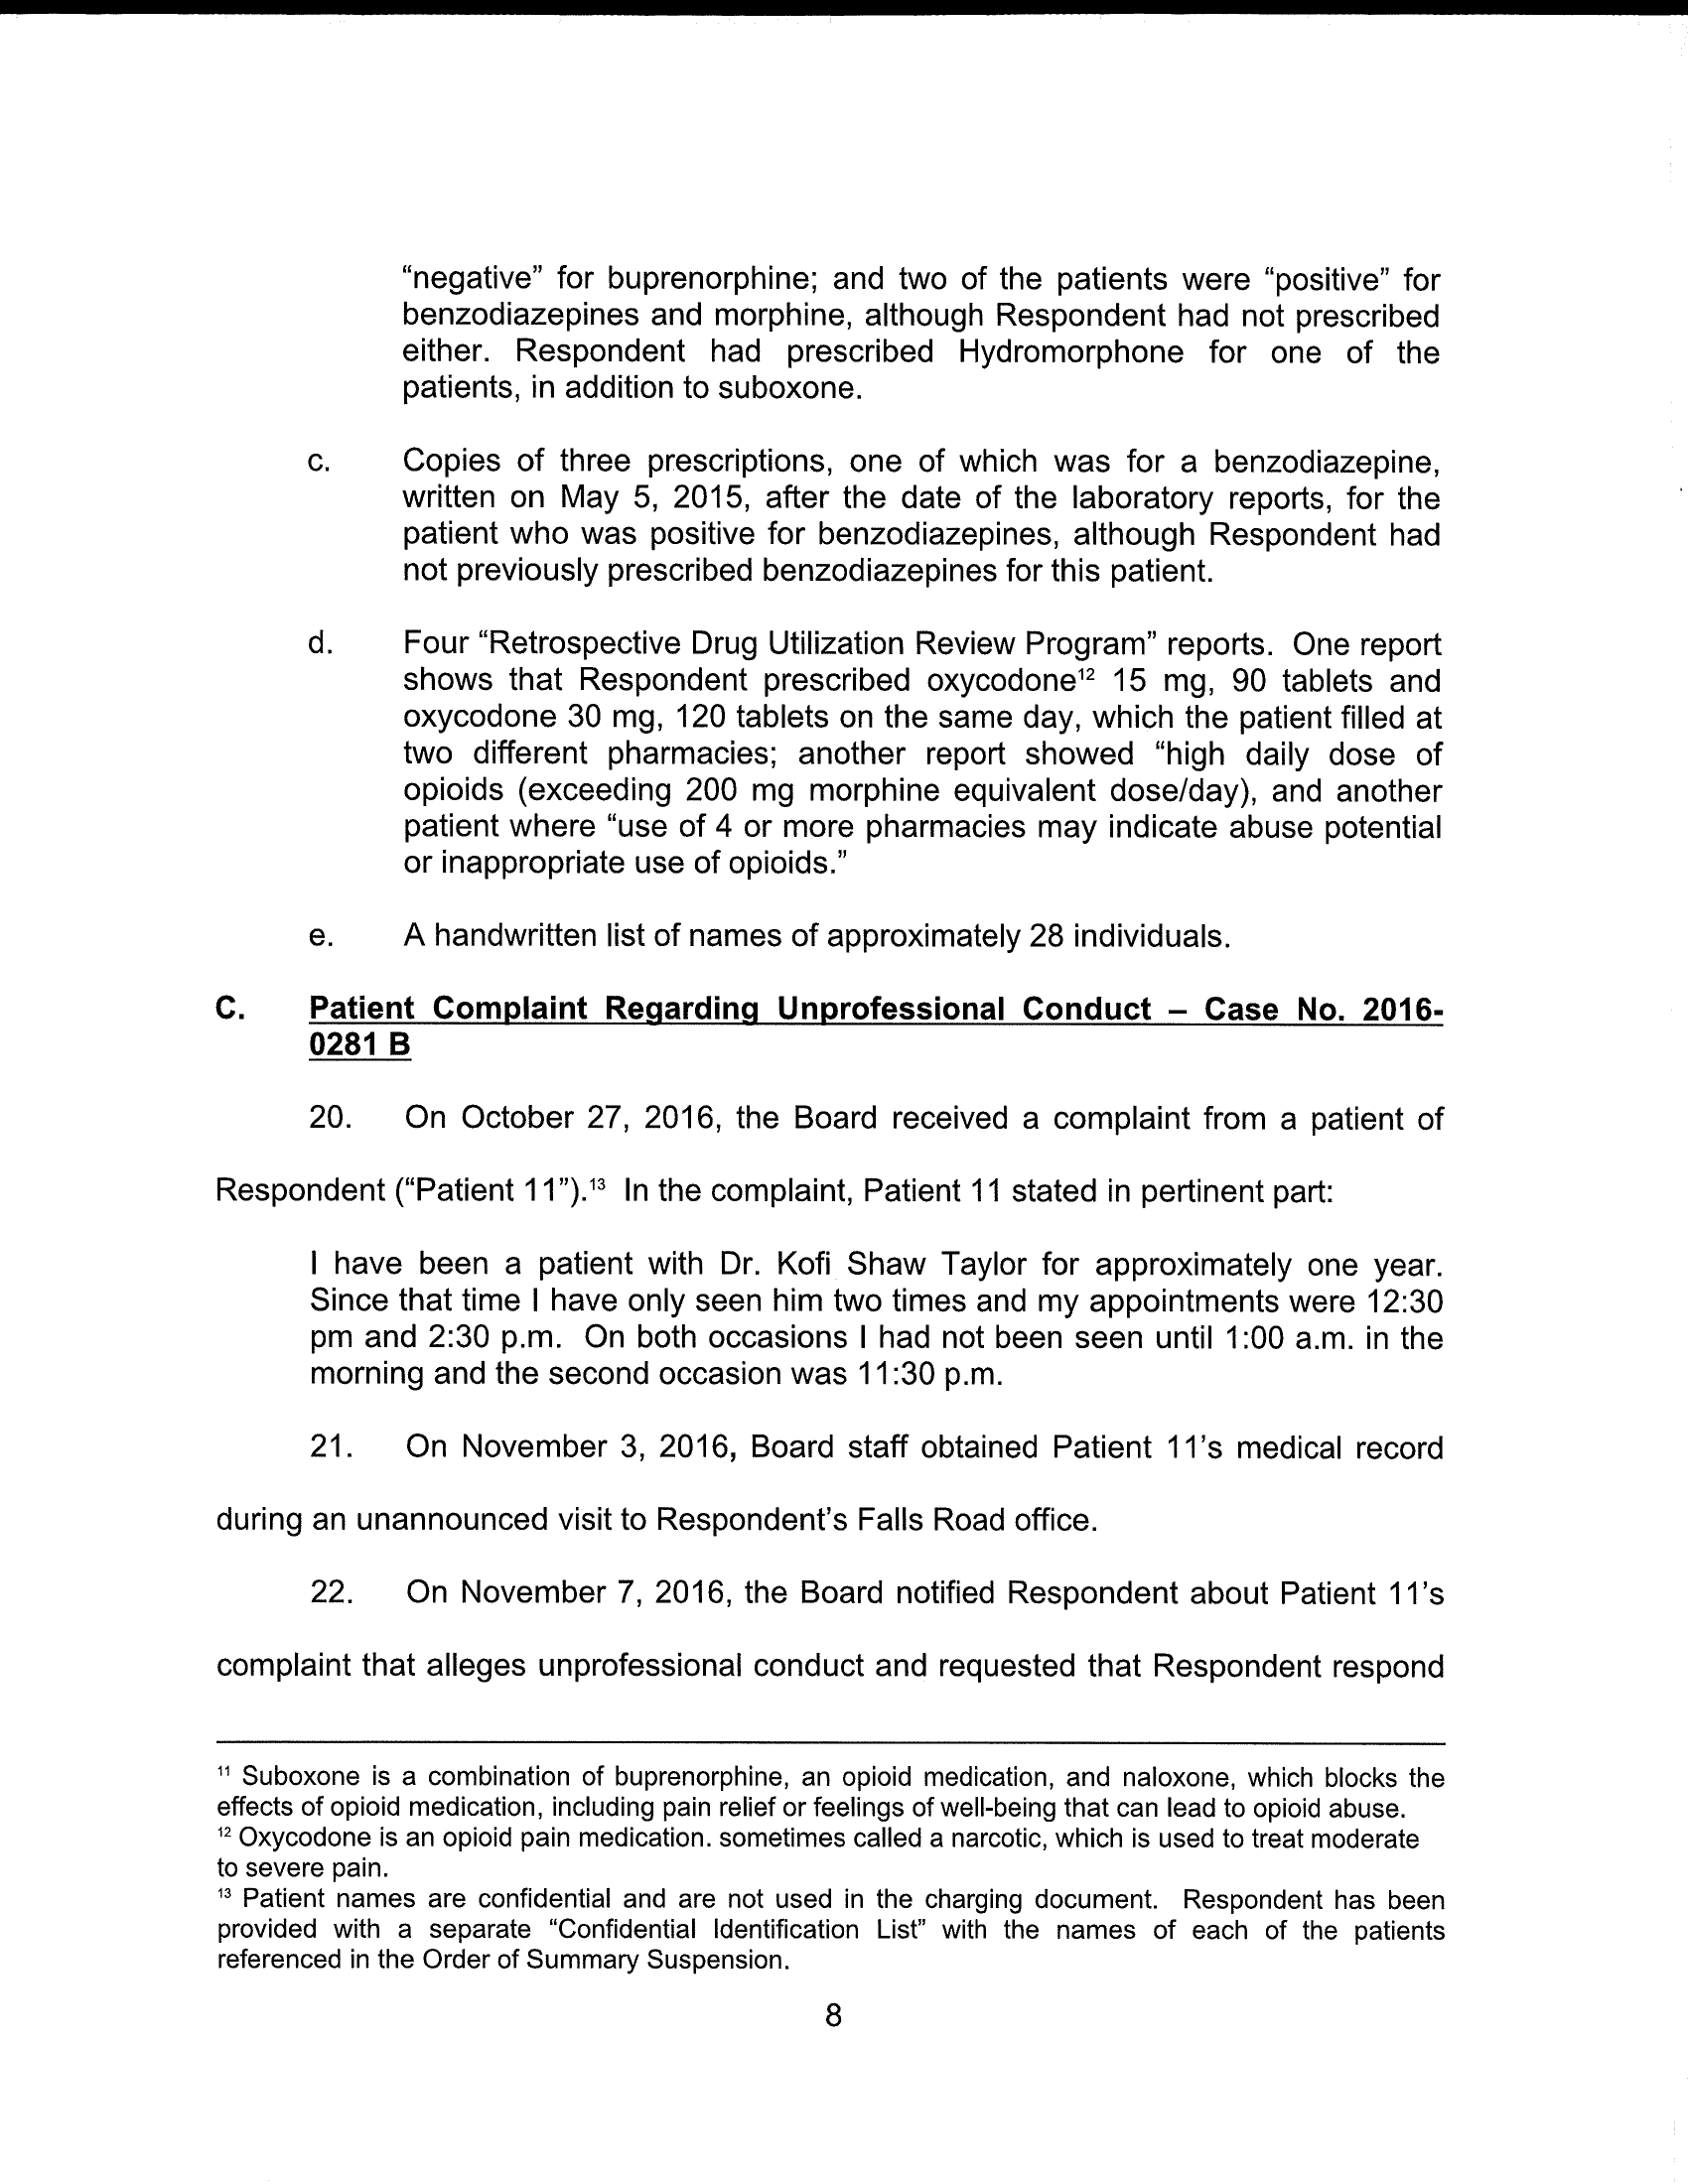 “negative” for buprenorphine; and two of the patients were “positive” for
benzodiazepines and morphine, although Respondent had not prescribed
either. Respondent had prescribed Hydromorphone for one of the
patients, in addition to suboxone.
c. Copies of three prescriptions, one of which was for a benzodiazepine,
written on May 5, 2015, after the date of the laboratory reports, for the
patient who was positive for benzodiazepines, although Respondent had
not previously prescribed benzodiazepines for this patient.
d. Four “Retrospective Drug Utilization Review Program” reports. One report
shows that Respondent prescribed oxycodone¹² 15 mg, 90 tablets and
oxycodone 30 mg, 120 tablets on the same day, which the patient filled at
two different pharmacies; another report showed “high daily dose of
opioids (exceeding 200 mg morphine equivalent dose/day), and another
patient where “use of 4 or more pharmacies may indicate abuse potential
or inappropriate use of opioids.”
e. A handwritten list of names of approximately 28 individuals.
C. Patient Complaint Regarding Unprofessional Conduct – Case No. 2016-
0281 B
20. On October 27, 2016, the Board received a complaint from a patient of
Respondent (“Patient 11”).¹³ In the complaint, Patient 11 stated in pertinent part:
I have been a patient with Dr. Kofi Shaw Taylor for approximately one year.
Since that time I have only seen him two times and my appointments were 12:30
pm and 2:30 p.m. On both occasions I had not been seen until 1:00 a.m. in the
morning and the second occasion was 11:30 p.m.
21. On November 3, 2016, Board staff obtained Patient 11’s medical record
during an unannounced visit to Respondent’s Falls Road office.
22. On November 7, 2016, the Board notified Respondent about Patient 11’s
complaint that alleges unprofessional conduct and requested that Respondent respond
¹¹ Suboxone is a combination of buprenorphine, an opioid medication, and naloxone, which blocks the
effects of opioid medication, including pain relief or feelings of well-being that can lead to opioid abuse.
¹² Oxycodone is an opioid pain medication. sometimes called a narcotic, which is used to treat moderate
to severe pain.
¹³ Patient names are confidential and are not used in the charging document. Respondent has been
provided with a separate “Confidential Identification List” with the names of each of the patients
referenced in the Order of Summary Suspension.
8